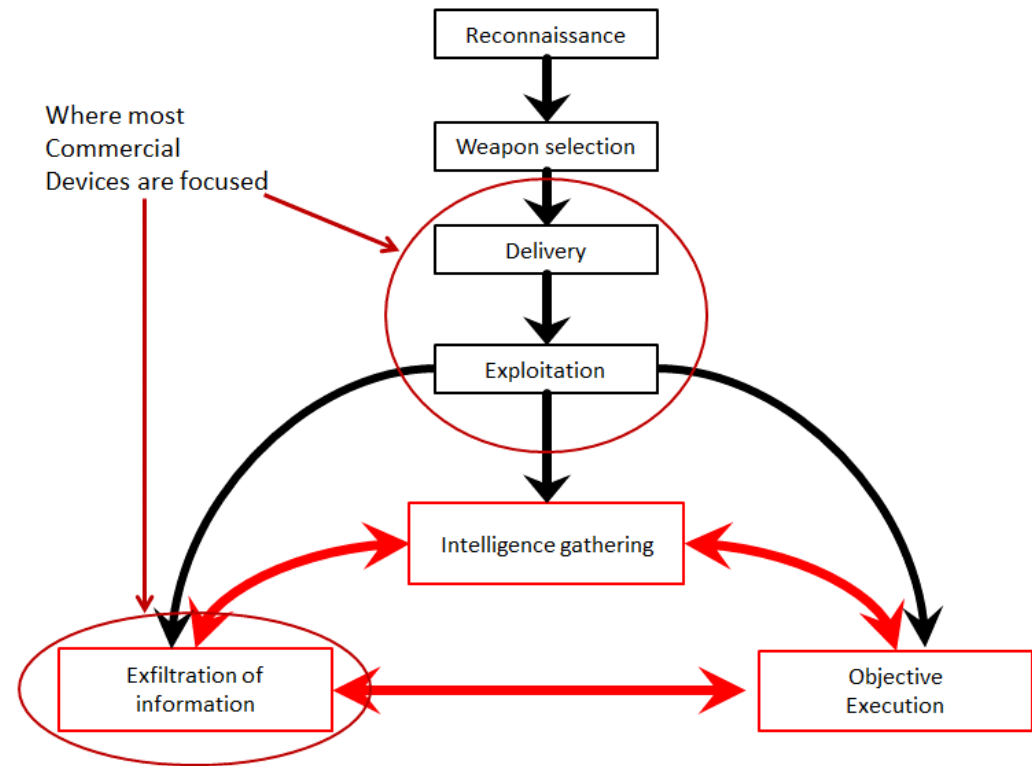 Reconnaissance
Where most
Commercial
Devices are focused
Weapon selection
Delivery
Exploitation
Intelligence gathering
Exfiltration of
information
Objective
Execution